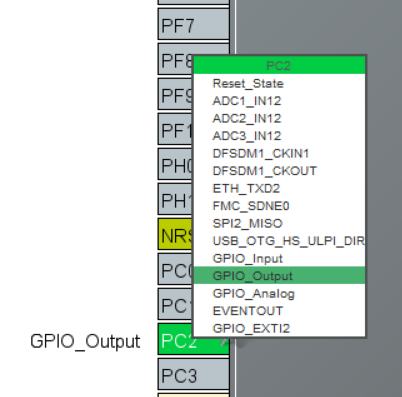 PF7
PF8
PC2
Reset_State
ADC1_IN12
ADC2_IN12
ADC3_IN12
DFSDM1_CKIN1
DFSDM1_CKOUT
ETH_TXD2
FMC_SDNE0
SPI2_MISO
USB_OTG_HS_ULPI_DIR
GPIO_Input
GPIO_Output
GPIO_Analog
EVENTOUT
GPIO_EXTI2
PF9
PF1
PH0
PH1
NRS
PC0
PC1
GPIO_Output PC2
PC3